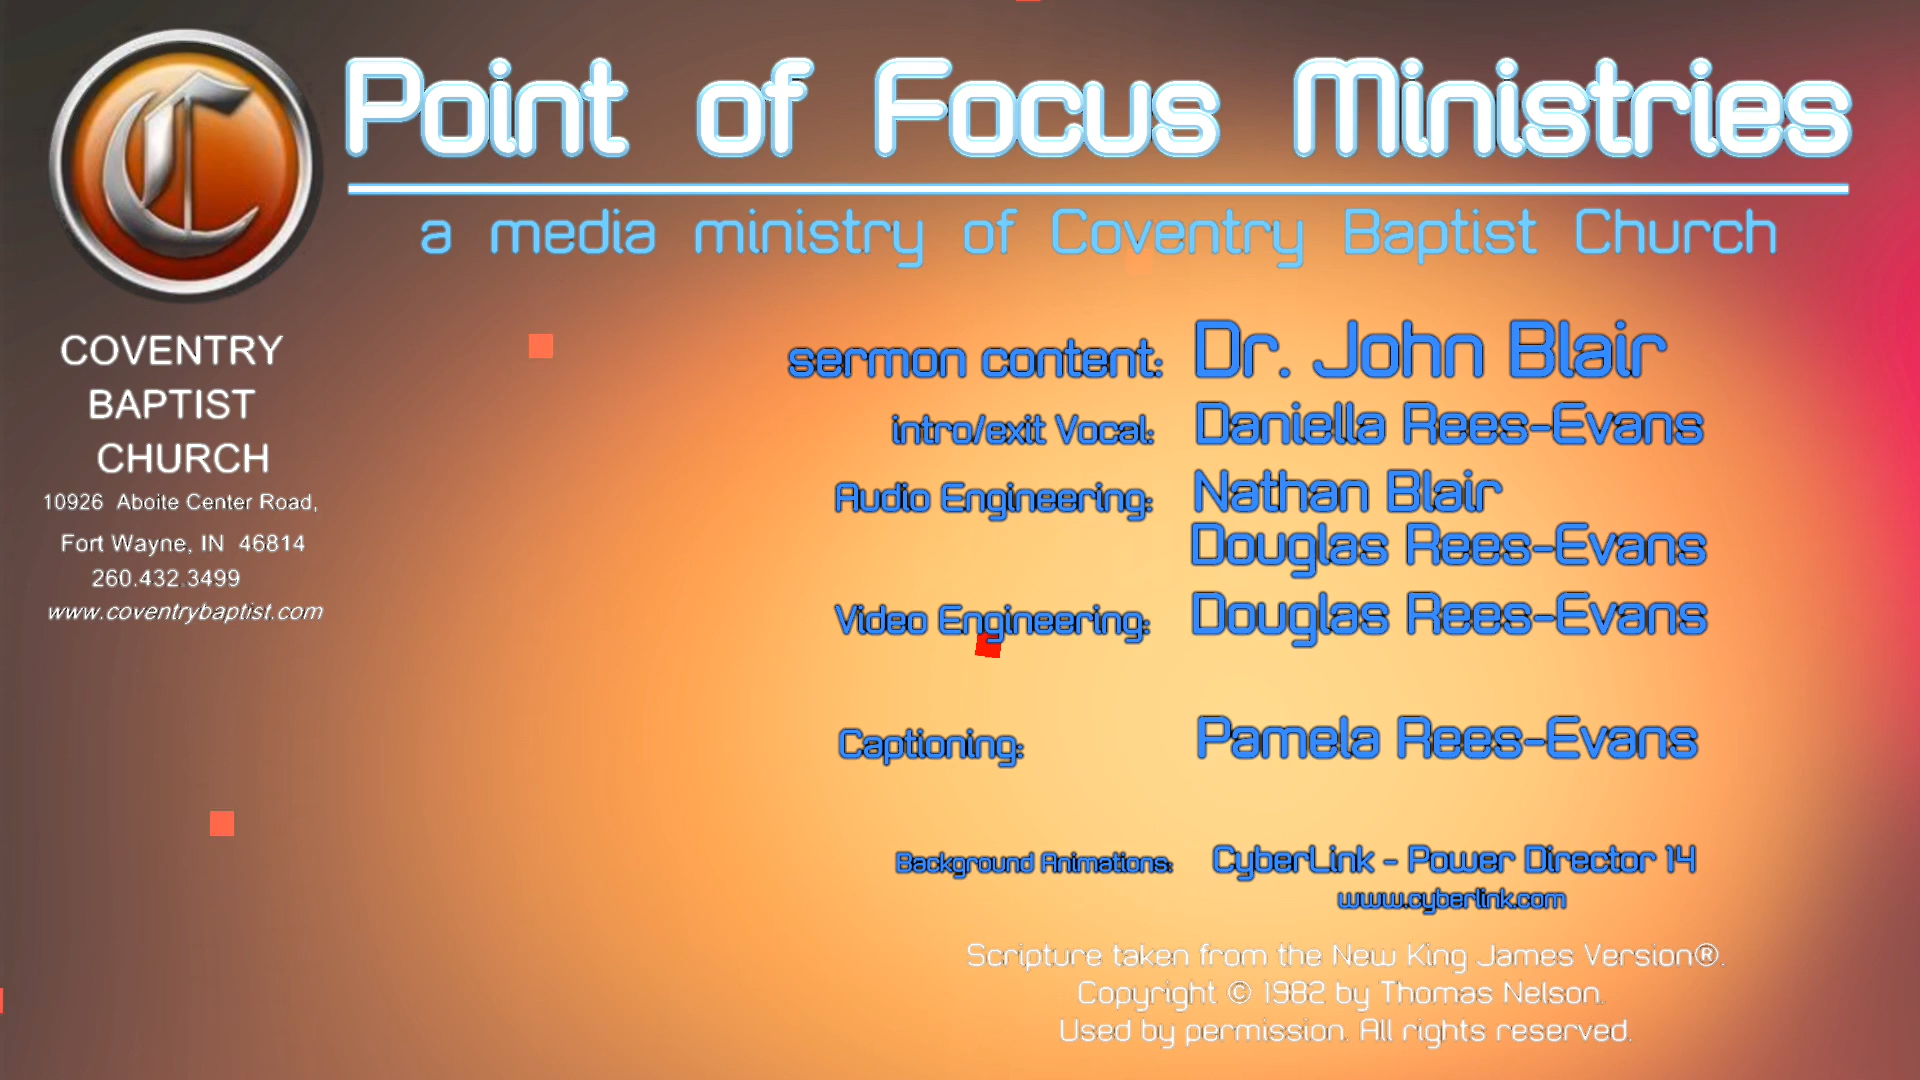 Point of Focus Ministries
a media ministry of Coventry Baptist Church
C
COVENTRY
BAPTIST
CHURCH
10926 Aboite Center Road,
Fort Wayne, IN 46814
260.432.3499
www.coventrybaptist.com
sermon content: Dr. John Blair
intro/exit Vocal: Daniella Rees-Evans
Audio Engineering: Nathan Blair
Douglas Rees-Evans
Video Engineering: Douglas Rees-Evans
Captioning: Pamela Rees-Evans
Background Animations: CyberLink - Power Director 14
www.cyberlink.com
Scripture taken from the New King James Version®.
Copyright © 1982 by Thomas Nelson.
Used by permission. All rights reserved.